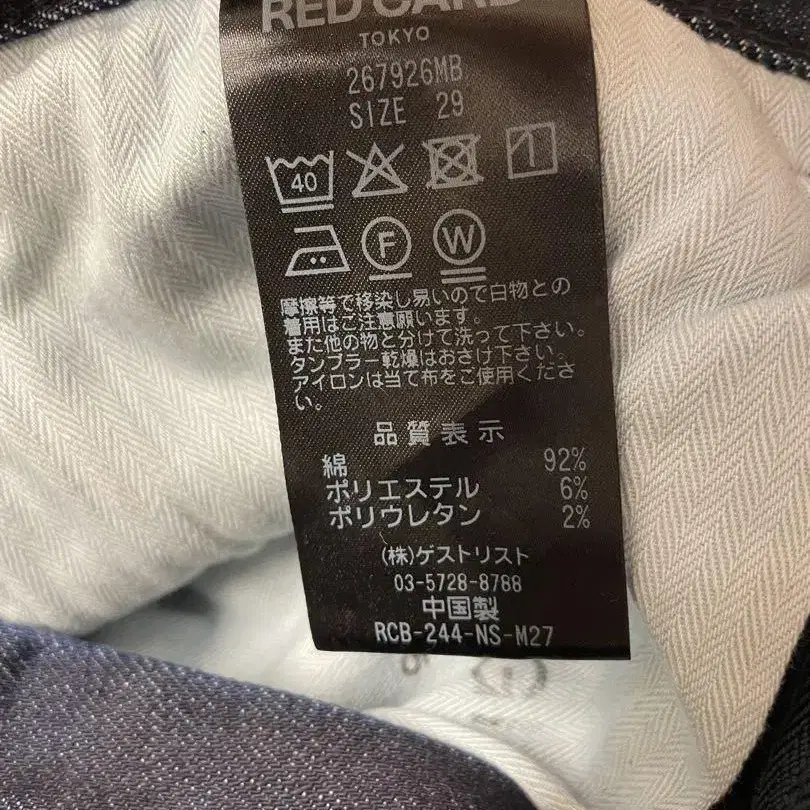 RED CARD
TOKYO
267926MB
SIZE 29
40
F W
摩擦等で移染し易いので白物との
着用はご注意願います。
また他の物と分けて洗って下さい。
タンブラー乾燥はおさけ下さい。
アイロンは当て布をご使用くださ
い。
品質表示
綿 92%
ポリエステル 6%
ポリウレタン 2%
(株)ゲストリスト
03-5728-8788
中国製
RCB-244-NS-M27